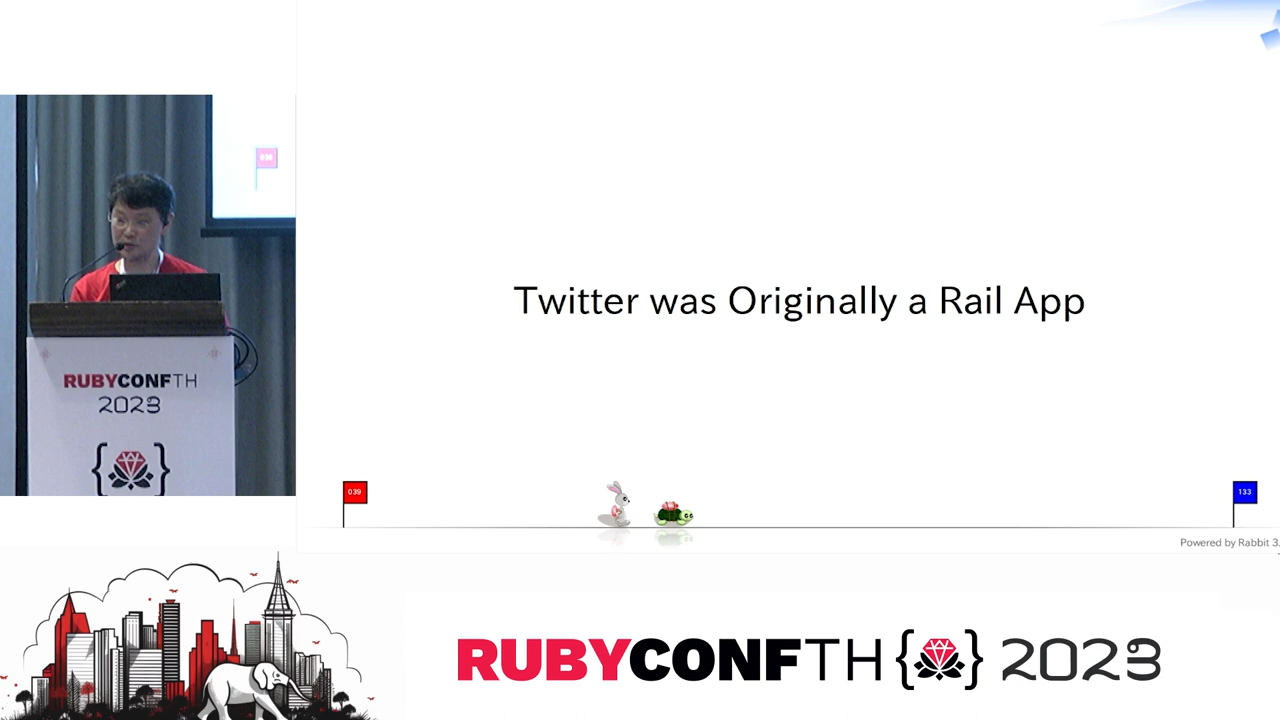 Twitter was Originally a Rail App
039
133
Powered by Rabbit 3.
RUBYCONFTH
2023
RUBYCONFTH 2023